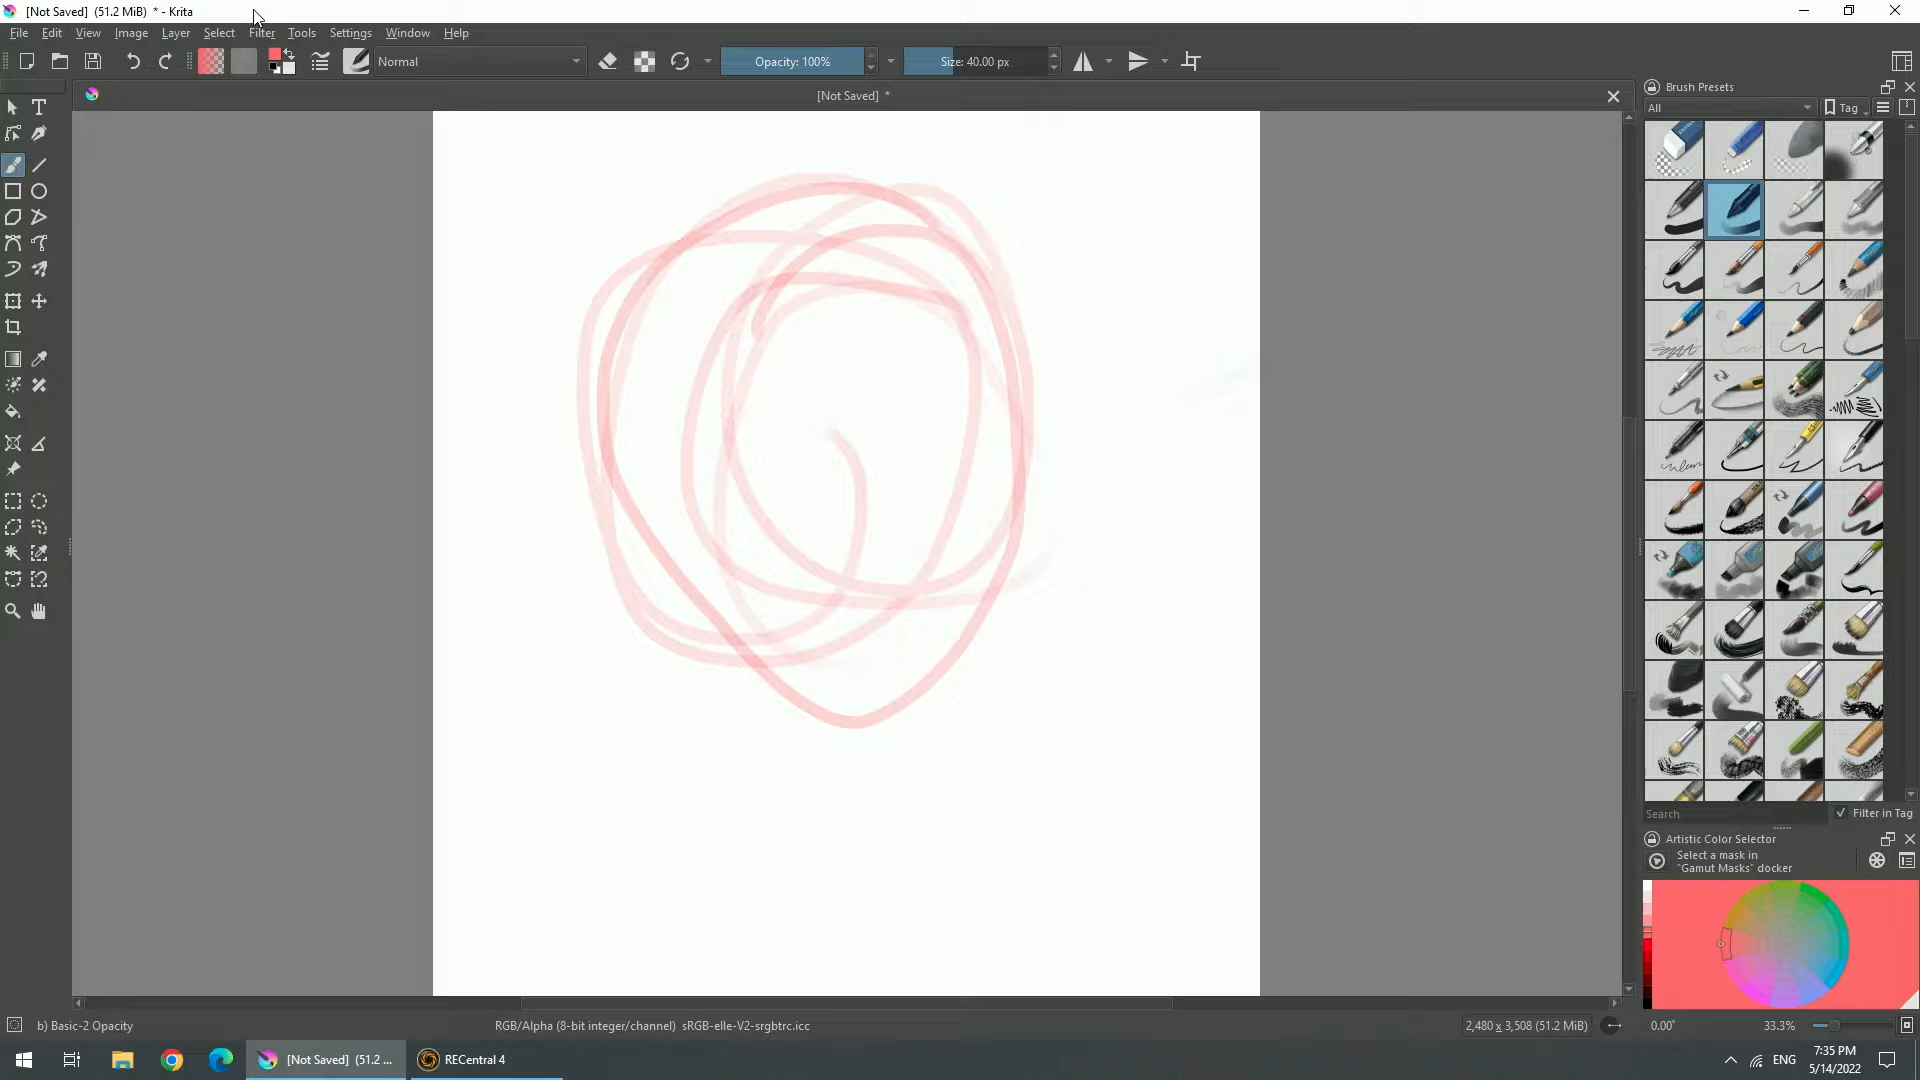 [Not Saved] (51.2 MiB) * - Krita
File Edit View Image Layer Select Filter Tools Settings Window Help
Normal
Opacity: 100%
Size: 40.00 px
[Not Saved] *
Brush Presets
All
Tag
Search
Filter in Tag
Artistic Color Selector
Select a mask in
"Gamut Masks" docker
b) Basic-2 Opacity
RGB/Alpha (8-bit integer/channel) sRGB-elle-V2-srgbtrc.icc
2,480 x 3,508 (51.2 MiB)
0.00°
33.3%
[Not Saved] (51.2 ...
RECentral 4
ENG
7:35 PM
5/14/2022